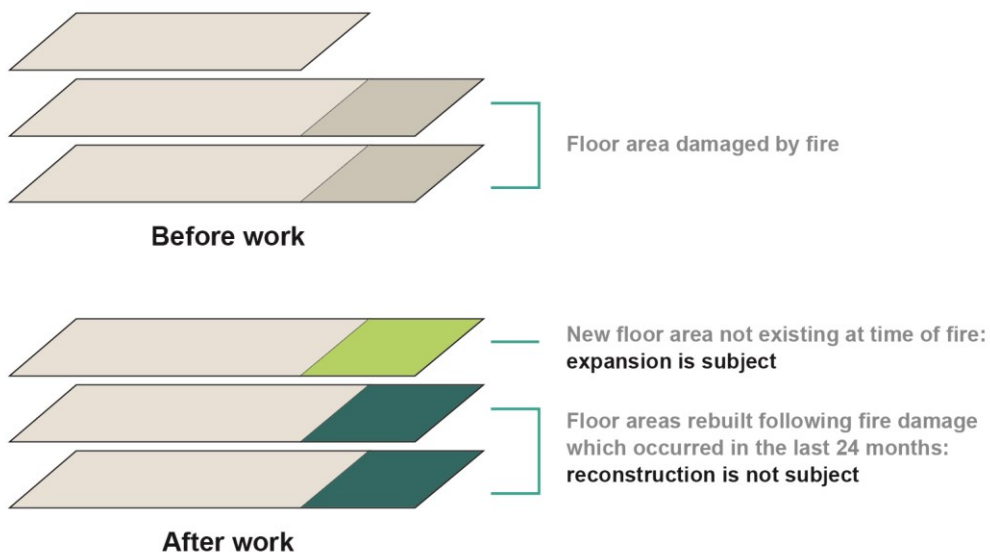 Floor area damaged by fire
Before work
New floor area not existing at time of fire:
expansion is subject
Floor areas rebuilt following fire damage
which occurred in the last 24 months:
reconstruction is not subject
After work